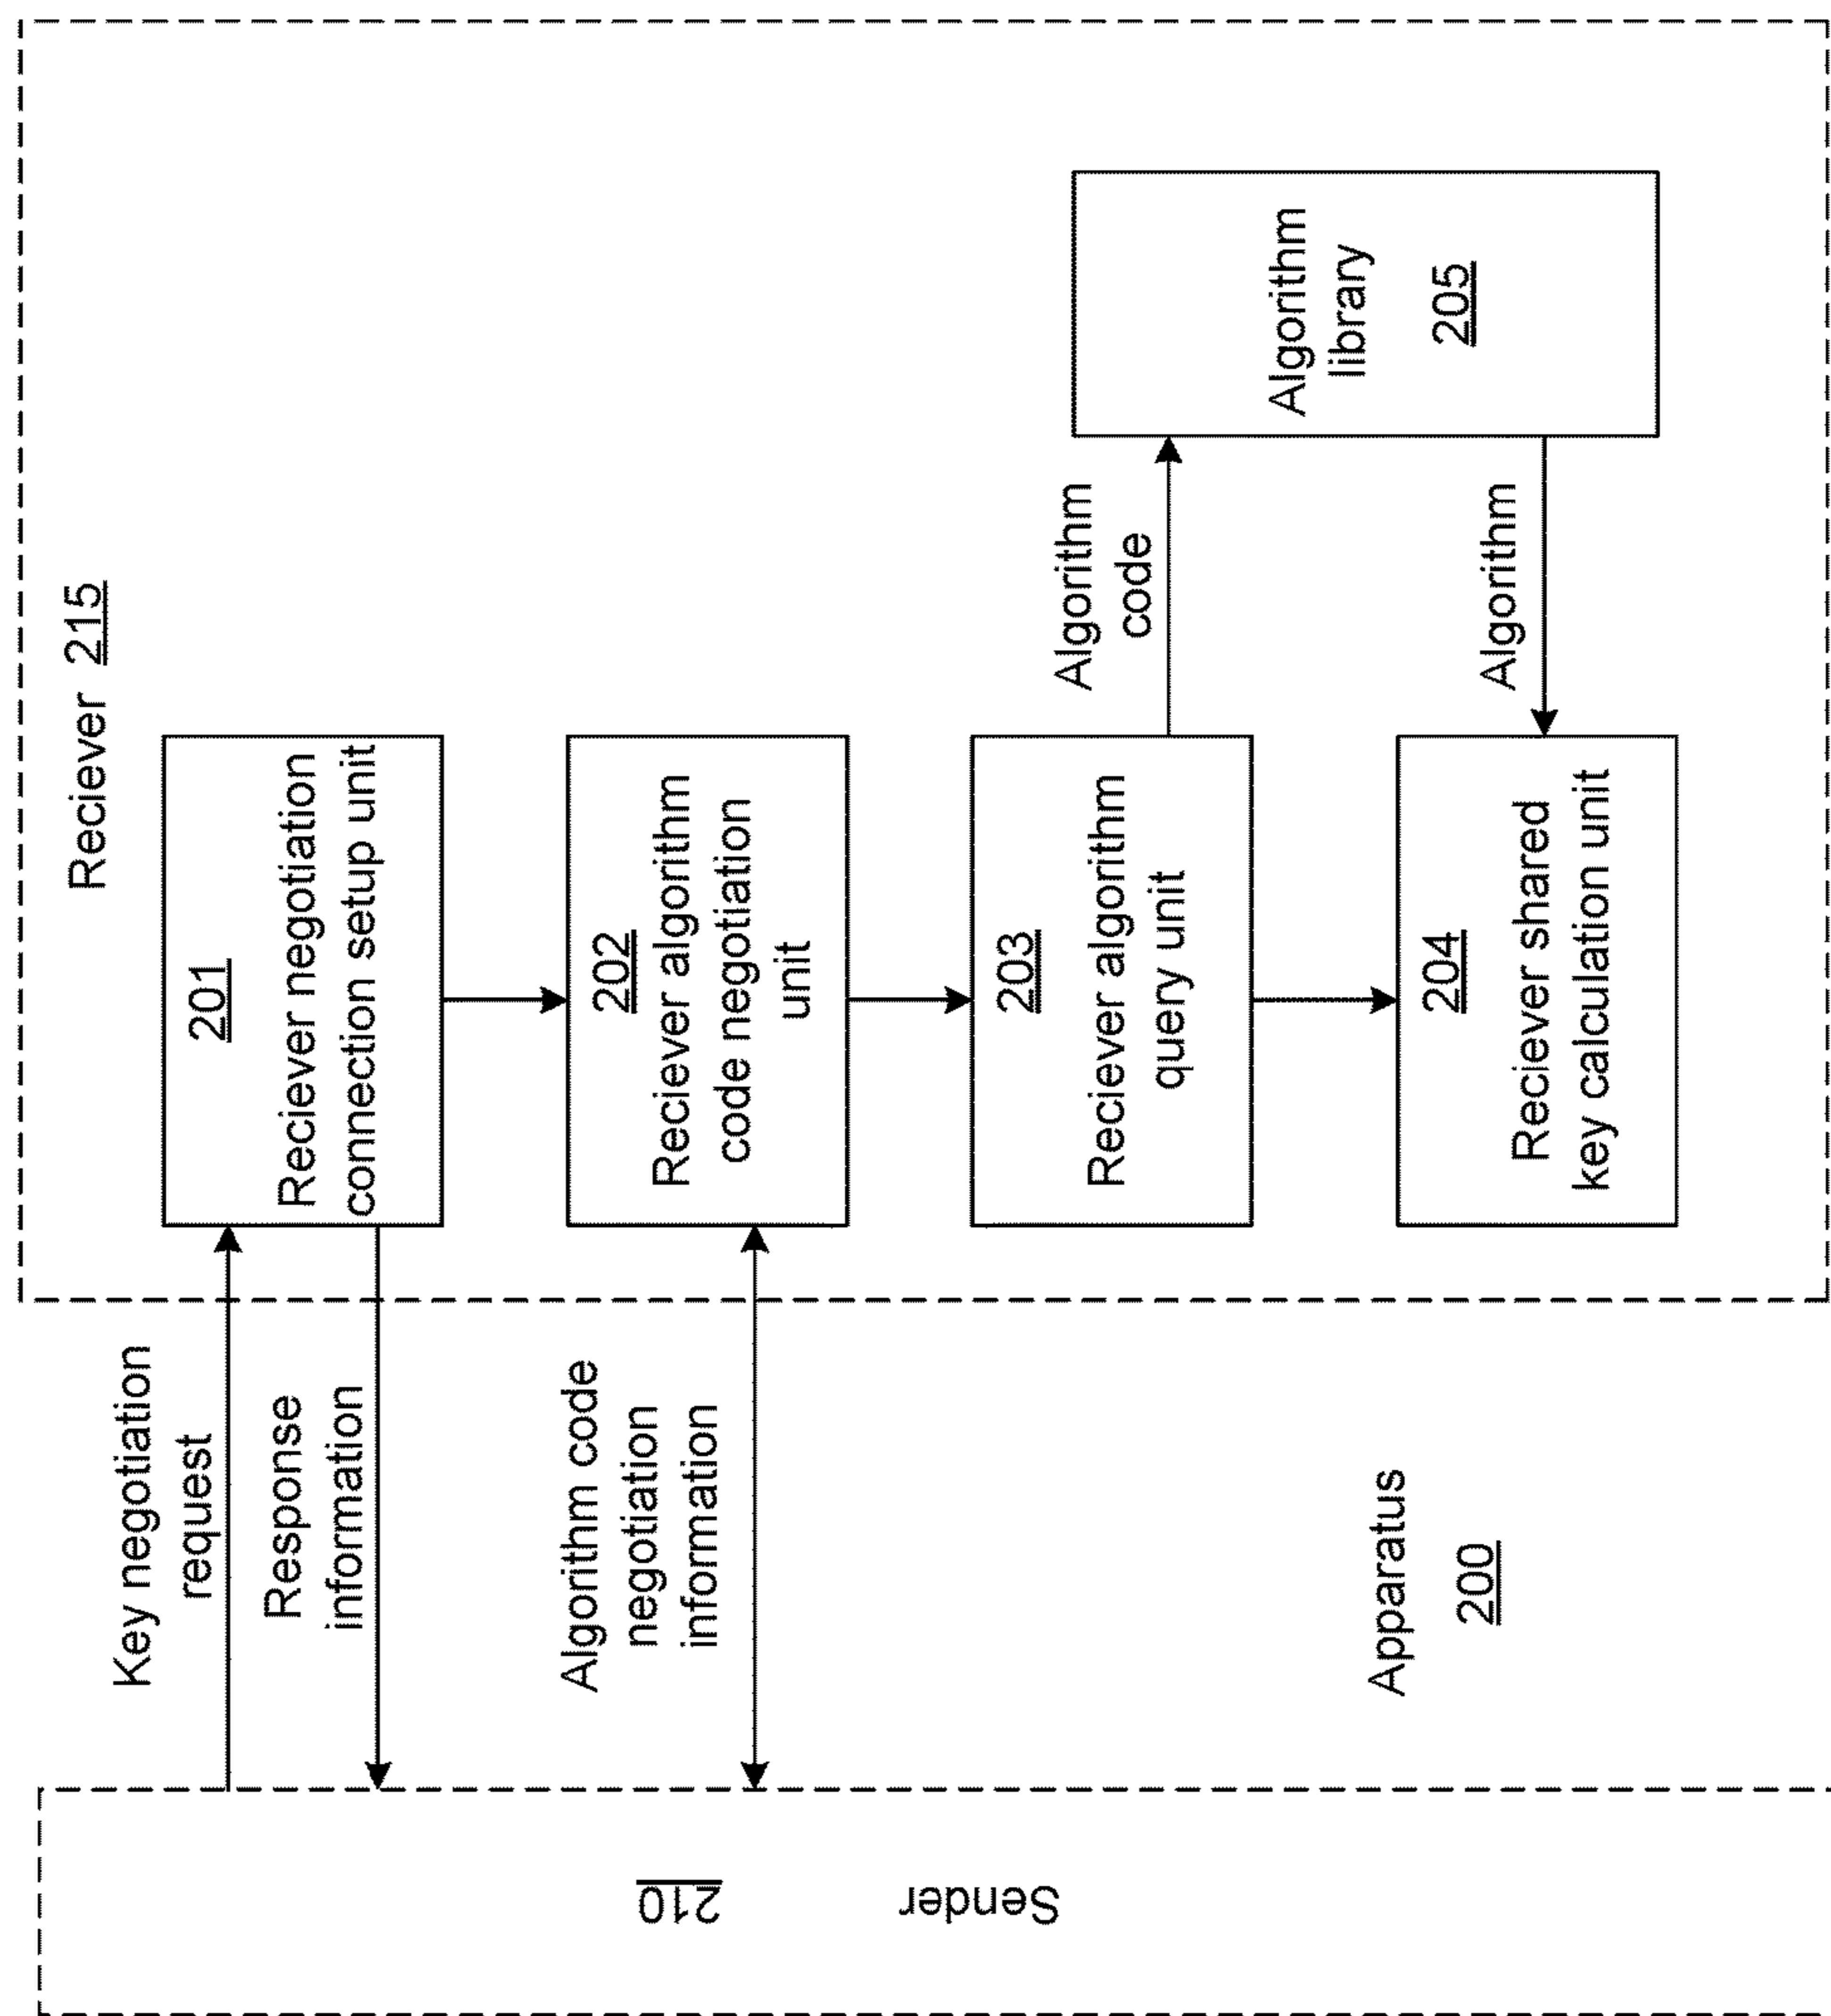 Reciever 215
Key negotiation
request
Response
information
201
Reciever negotiation
connection setup unit
Algorithm code
negotiation
information
202
Reciever algorithm
code negotiation
unit
203
Reciever algorithm
query unit
Algorithm
code
Algorithm
library
205
Algorithm
204
Reciever shared
key calculation unit
Sender
210
Apparatus
200